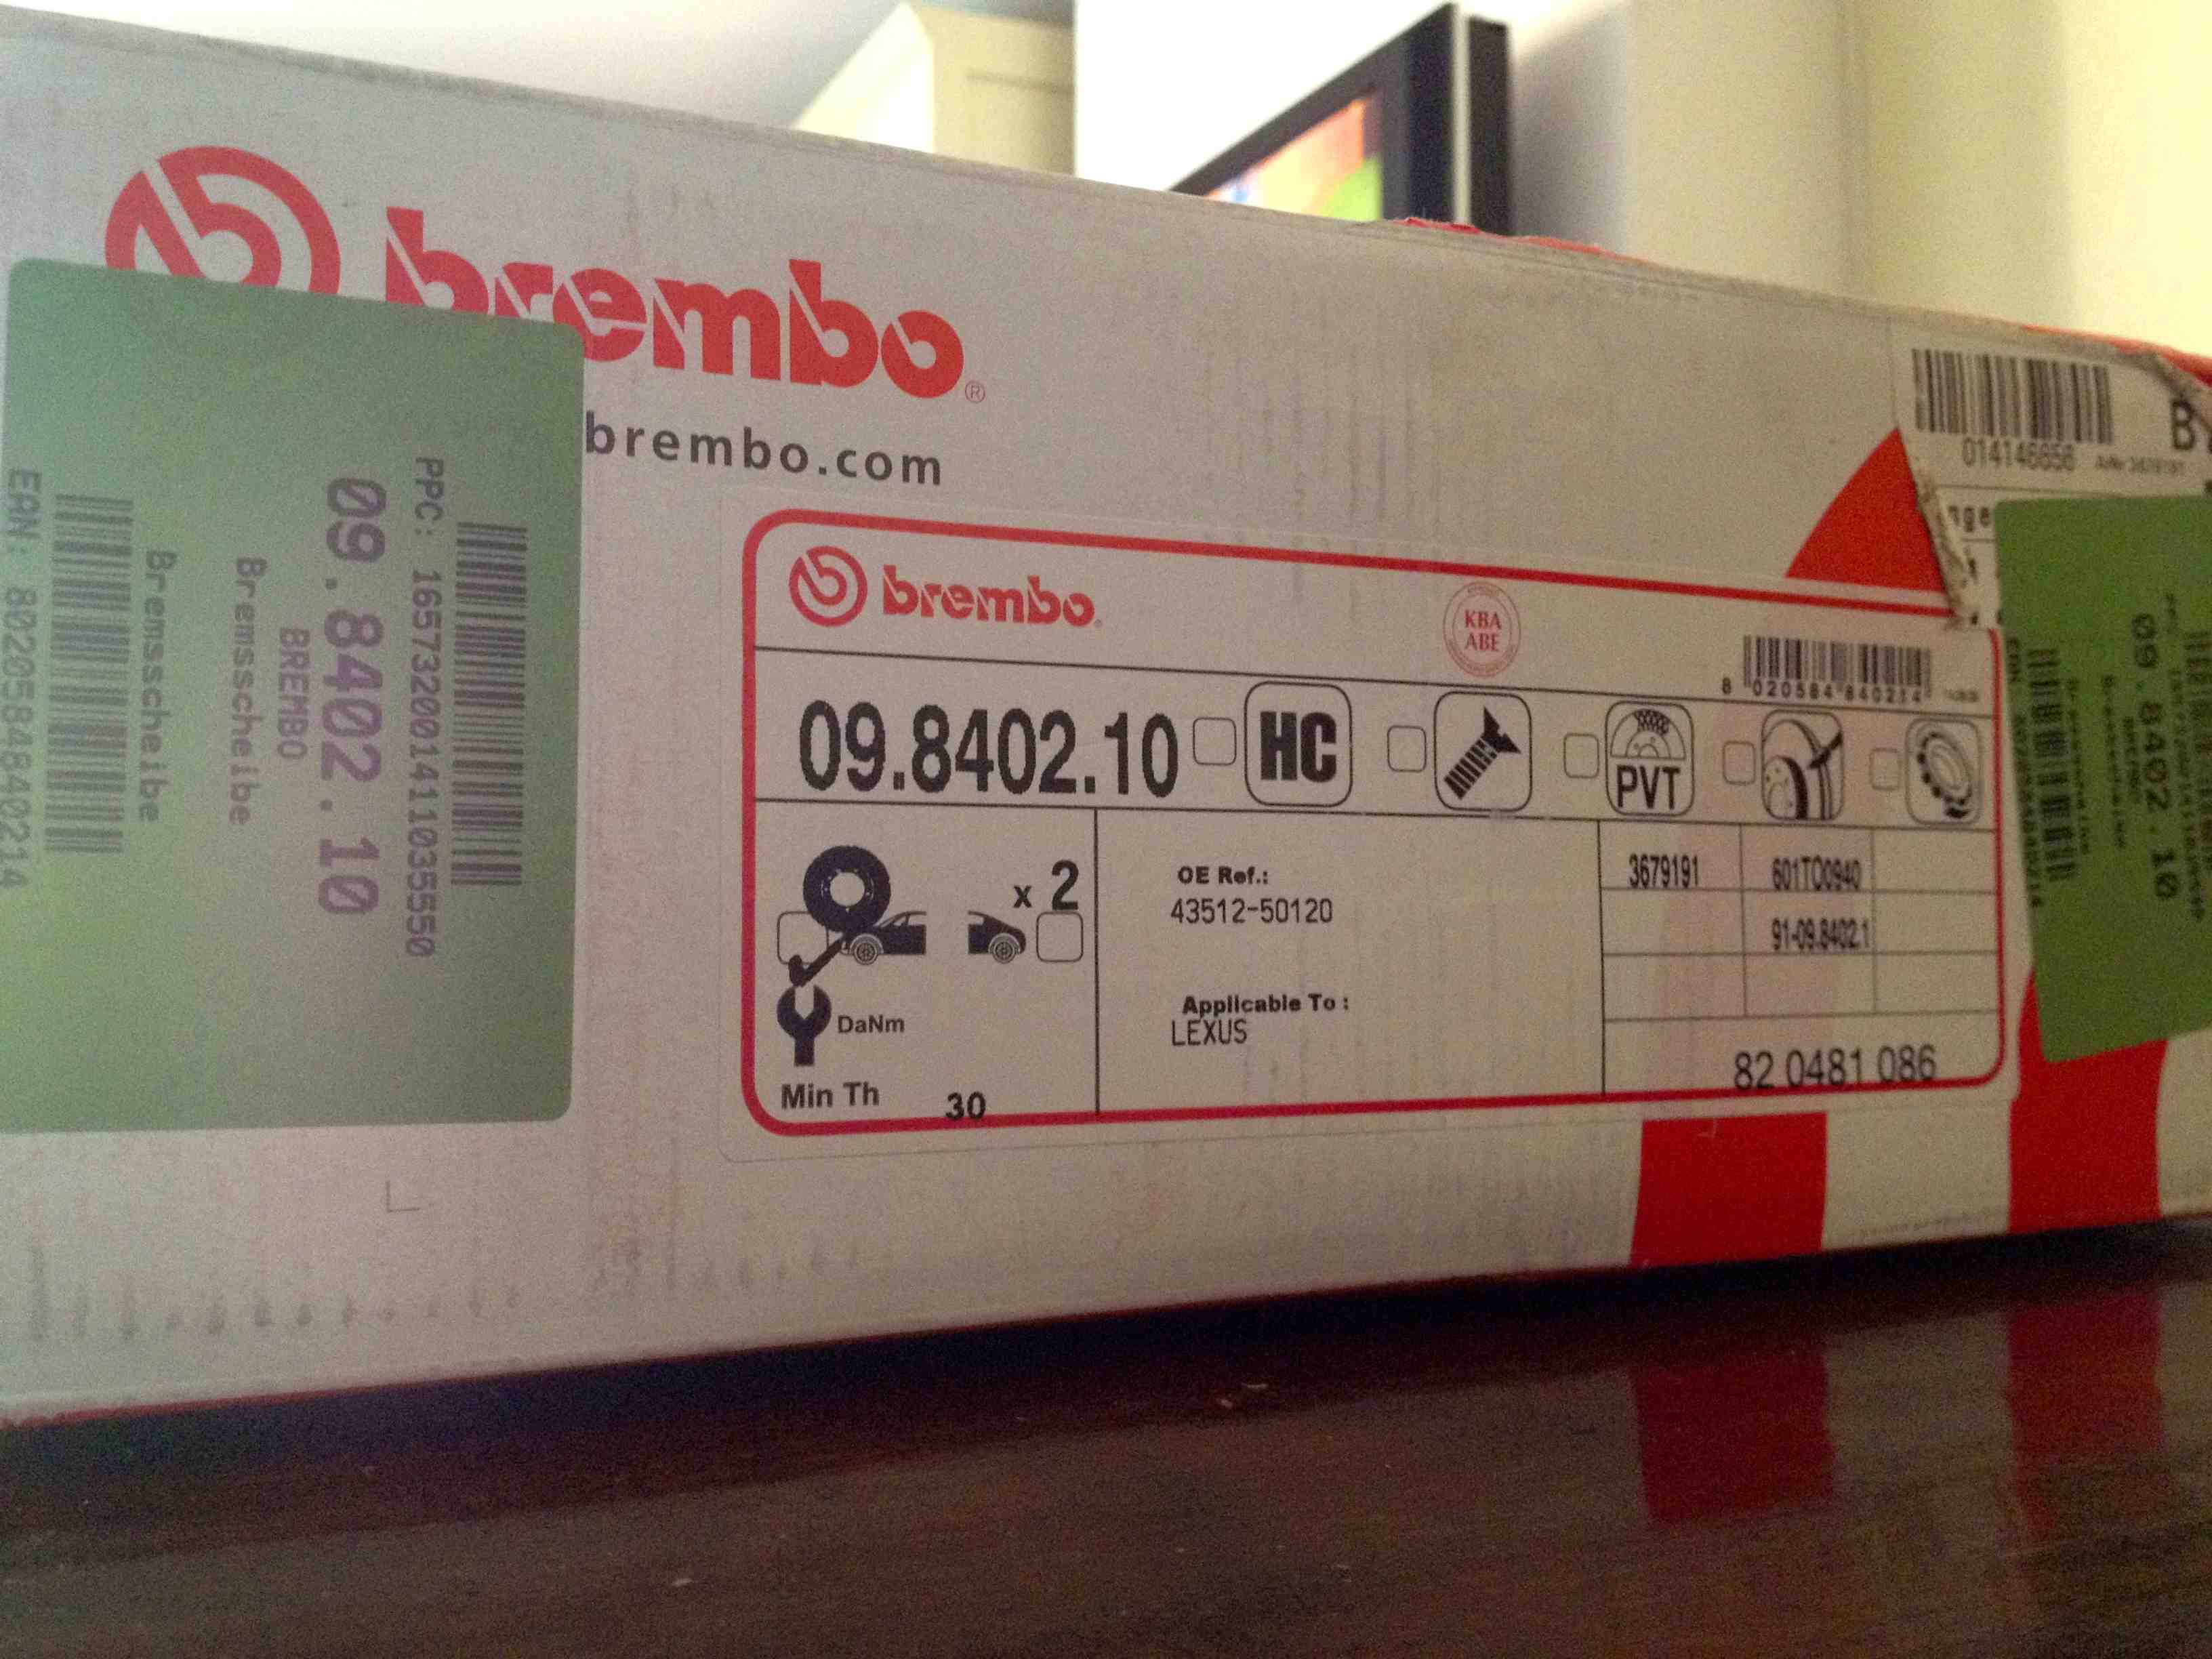 brembo
brembo.com
PPC: 1657320014110355​50
09.8402.10
BREMBO
Bremsscheibe
Bremsscheibe
EAN: 8020584840214
brembo
KBA
ABE
8 020584 840214
09.8402.10
HC
PVT
x 2
DaNm
Min Th 30
OE Ref.:
43512-50120
Applicable To :
LEXUS
3679191 601TO0940
91-09.8402.1
82 0481 086
014146656
B
09.8402.10